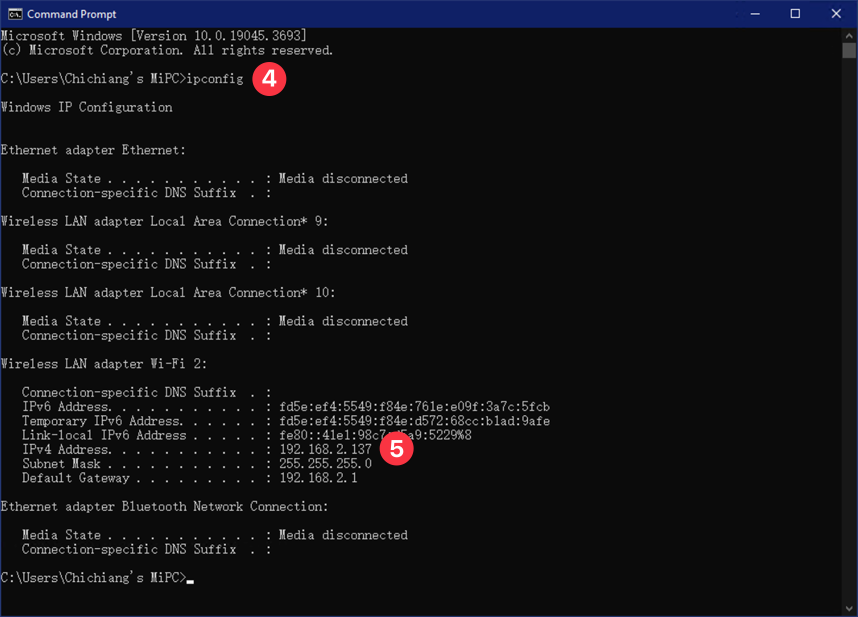 Command Prompt
Microsoft Windows [Version 10.0.19045.3693]
(c) Microsoft Corporation. All rights reserved.
C:\Users\Chichiang's MiPC>ipconfig
4
Windows IP Configuration
Ethernet adapter Ethernet:
Media State . . . . . . . . . . . : Media disconnected
Connection-specific DNS Suffix  . :
Wireless LAN adapter Local Area Connection* 9:
Media State . . . . . . . . . . . : Media disconnected
Connection-specific DNS Suffix  . :
Wireless LAN adapter Local Area Connection* 10:
Media State . . . . . . . . . . . : Media disconnected
Connection-specific DNS Suffix  . :
Wireless LAN adapter Wi-Fi 2:
Connection-specific DNS Suffix  . :
IPv6 Address. . . . . . . . . . . : fd5e:ef4:5549:f84e:761e:e09f:3a7c:5fcb
Temporary IPv6 Address. . . . . . : fd5e:ef4:5549:f84e:d572:68cc:b1ad:9afe
Link-local IPv6 Address . . . . . :
IPv4 Address. . . . . . . . . . . : 192.168.2.137
5
Subnet Mask . . . . . . . . . . . : 255.255.255.0
Default Gateway . . . . . . . . . : 192.168.2.1
Ethernet adapter Bluetooth Network Connection:
Media State . . . . . . . . . . . : Media disconnected
Connection-specific DNS Suffix  . :
C:\Users\Chichiang's MiPC>